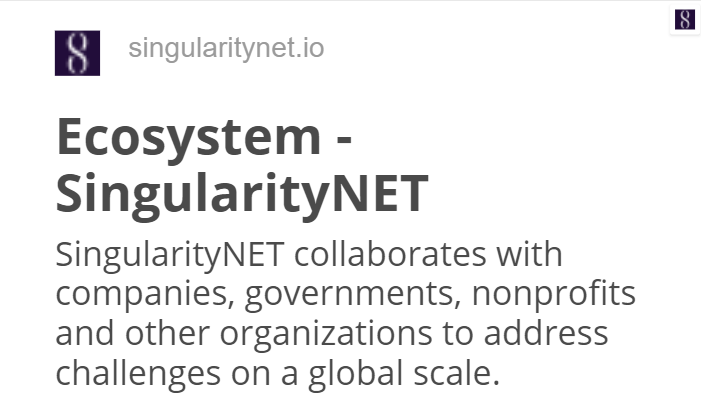 singularitynet.io
Ecosystem -
SingularityNET
SingularityNET collaborates with
companies, governments, nonprofits
and other organizations to address
challenges on a global scale.